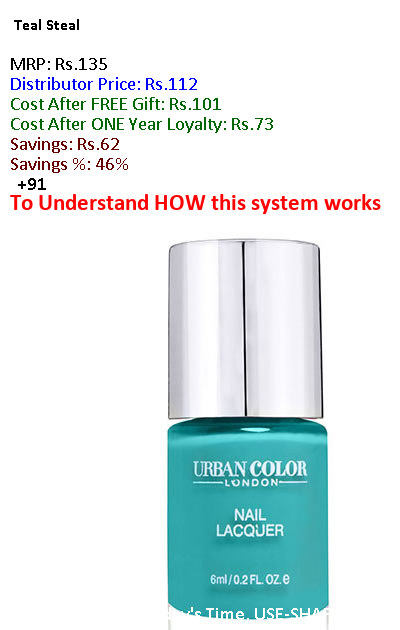 Teal Steal
MRP: Rs.135
Distributor Price: Rs.112
Cost After FREE Gift: Rs.101
Cost After ONE Year Loyalty: Rs.73
Savings: Rs.62
Savings %: 46%
+91
To Understand HOW this system works
URBAN COLOR
LONDON
NAIL
LACQUER
6ml/0.2 FL. OZ. e
Time. USE-SHA